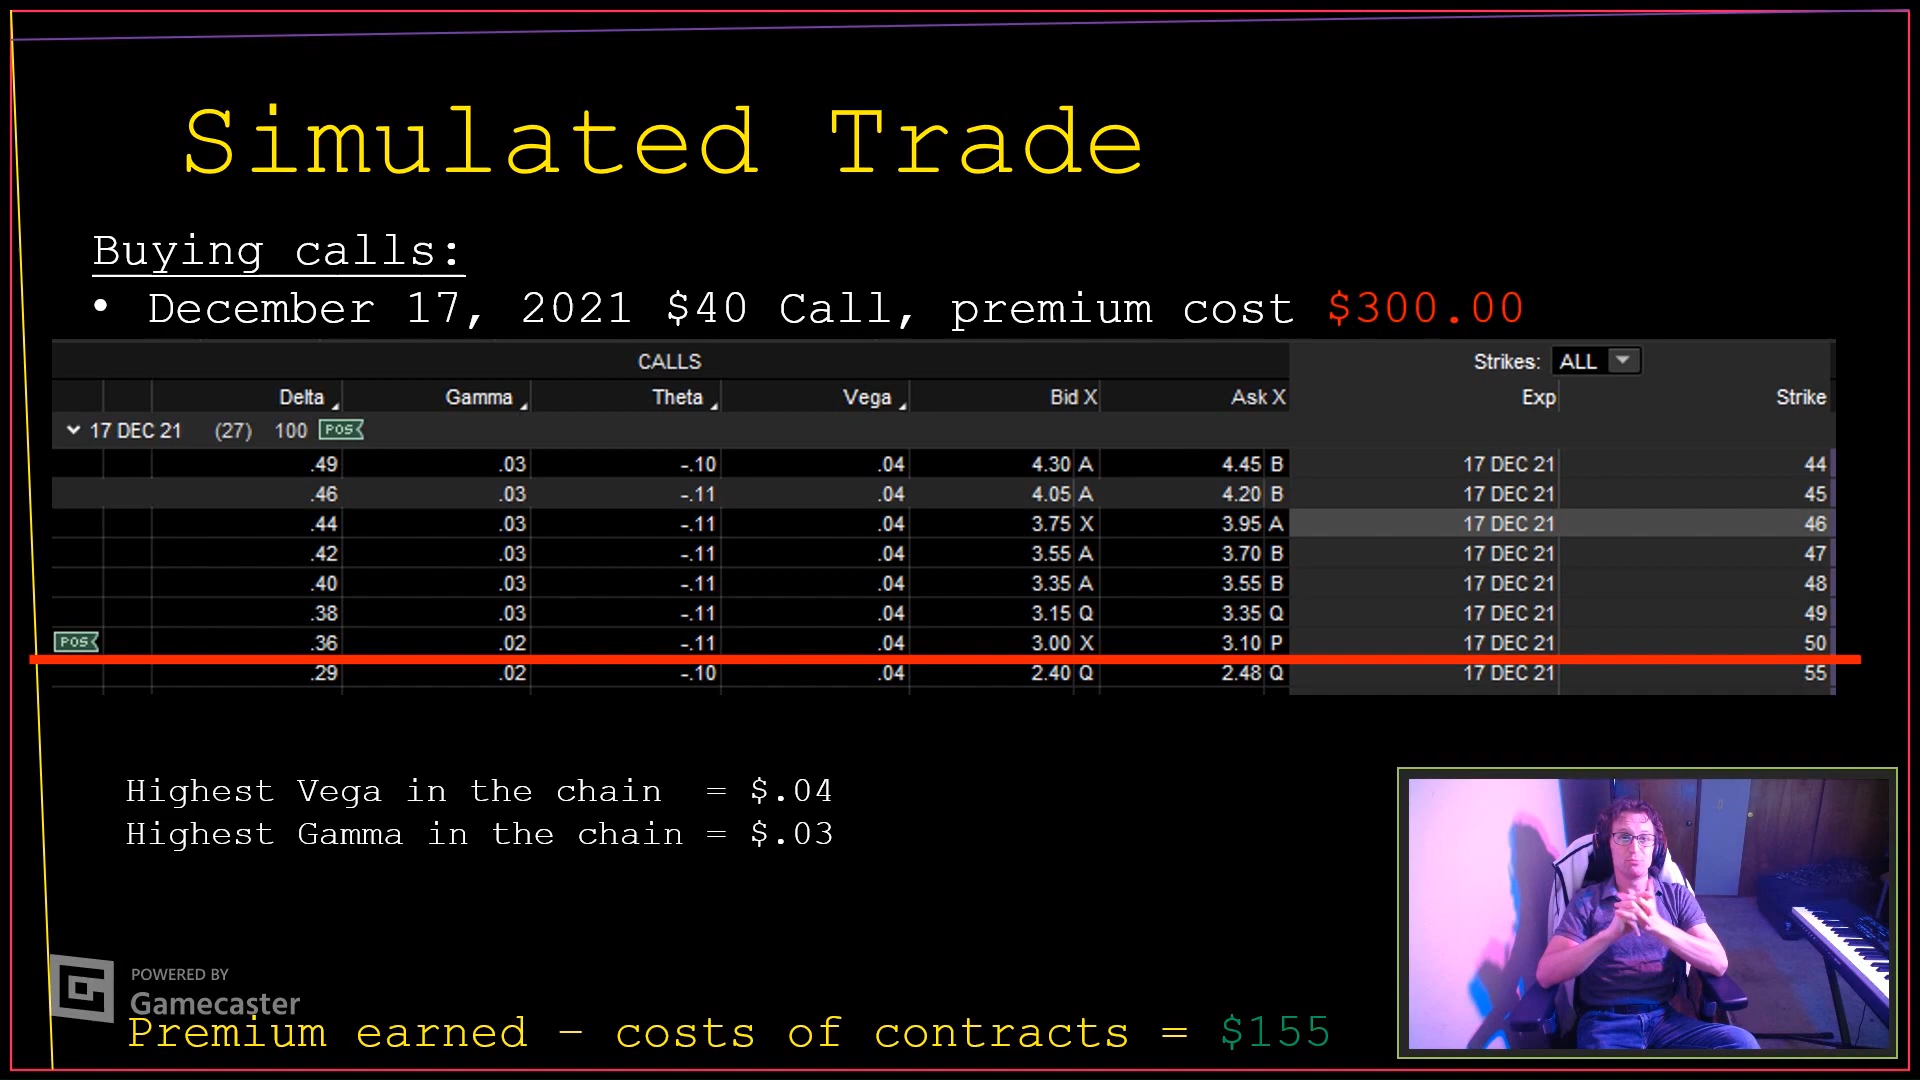 Simulated Trade
Buying calls:
• December 17, 2021 $40 Call, premium cost $300.00
CALLS Strikes: ALL
Delta Gamma Theta Vega Bid X Ask X Exp Strike
17 DEC 21 (27) 100 POS
.49 .03 -.10 .04 4.30 A 4.45 B 17 DEC 21 44
.46 .03 -.11 .04 4.05 A 4.20 B 17 DEC 21 45
.44 .03 -.11 .04 3.75 X 3.95 A 17 DEC 21 46
.42 .03 -.11 .04 3.55 A 3.70 B 17 DEC 21 47
.40 .03 -.11 .04 3.35 A 3.55 B 17 DEC 21 48
.38 .03 -.11 .04 3.15 Q 3.35 Q 17 DEC 21 49
POS .36 .02 -.11 .04 3.00 X 3.10 P 17 DEC 21 50
.29 .02 -.10 .04 2.40 Q 2.48 Q 17 DEC 21 55
Highest Vega in the chain = $.04
Highest Gamma in the chain = $.03
POWERED BY
Gamecaster
Premium earned – costs of contracts = $155